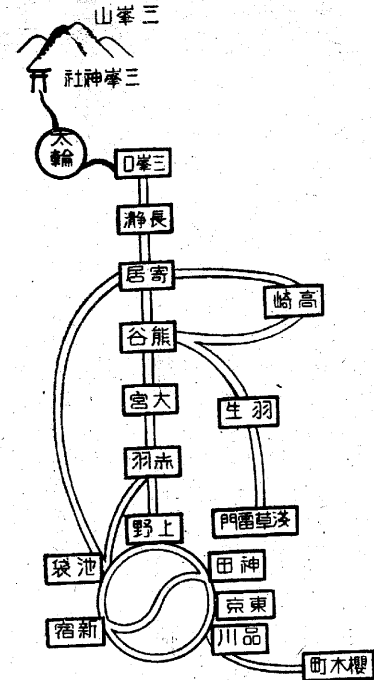 三峯山
三峯神社
太輪
三峯口
長瀞
寄居
高崎
熊谷
大宮
羽生
赤羽
上野
淺草雷門
池袋
神田
東京
新宿
品川
櫻木町